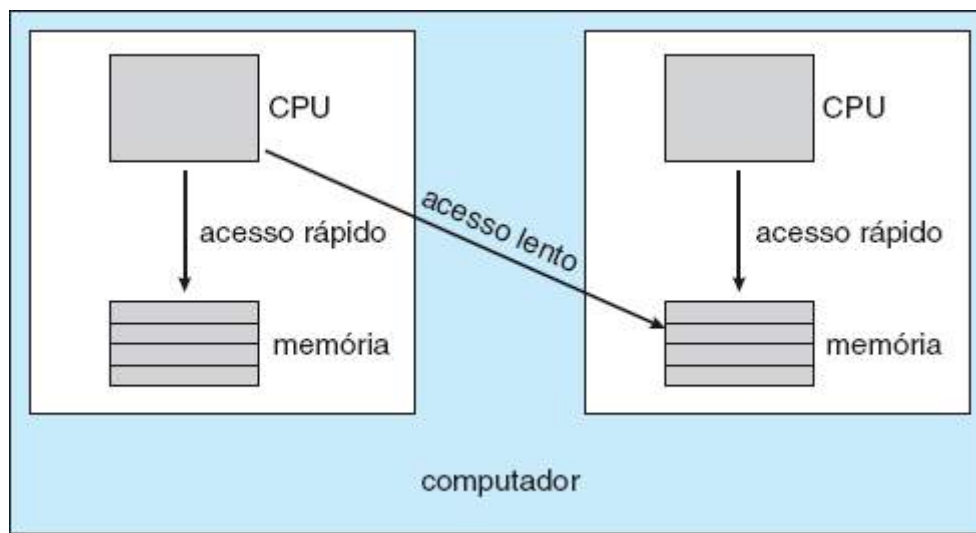 CPU
acesso rápido
memória
acesso lento
CPU
acesso rápido
memória
computador